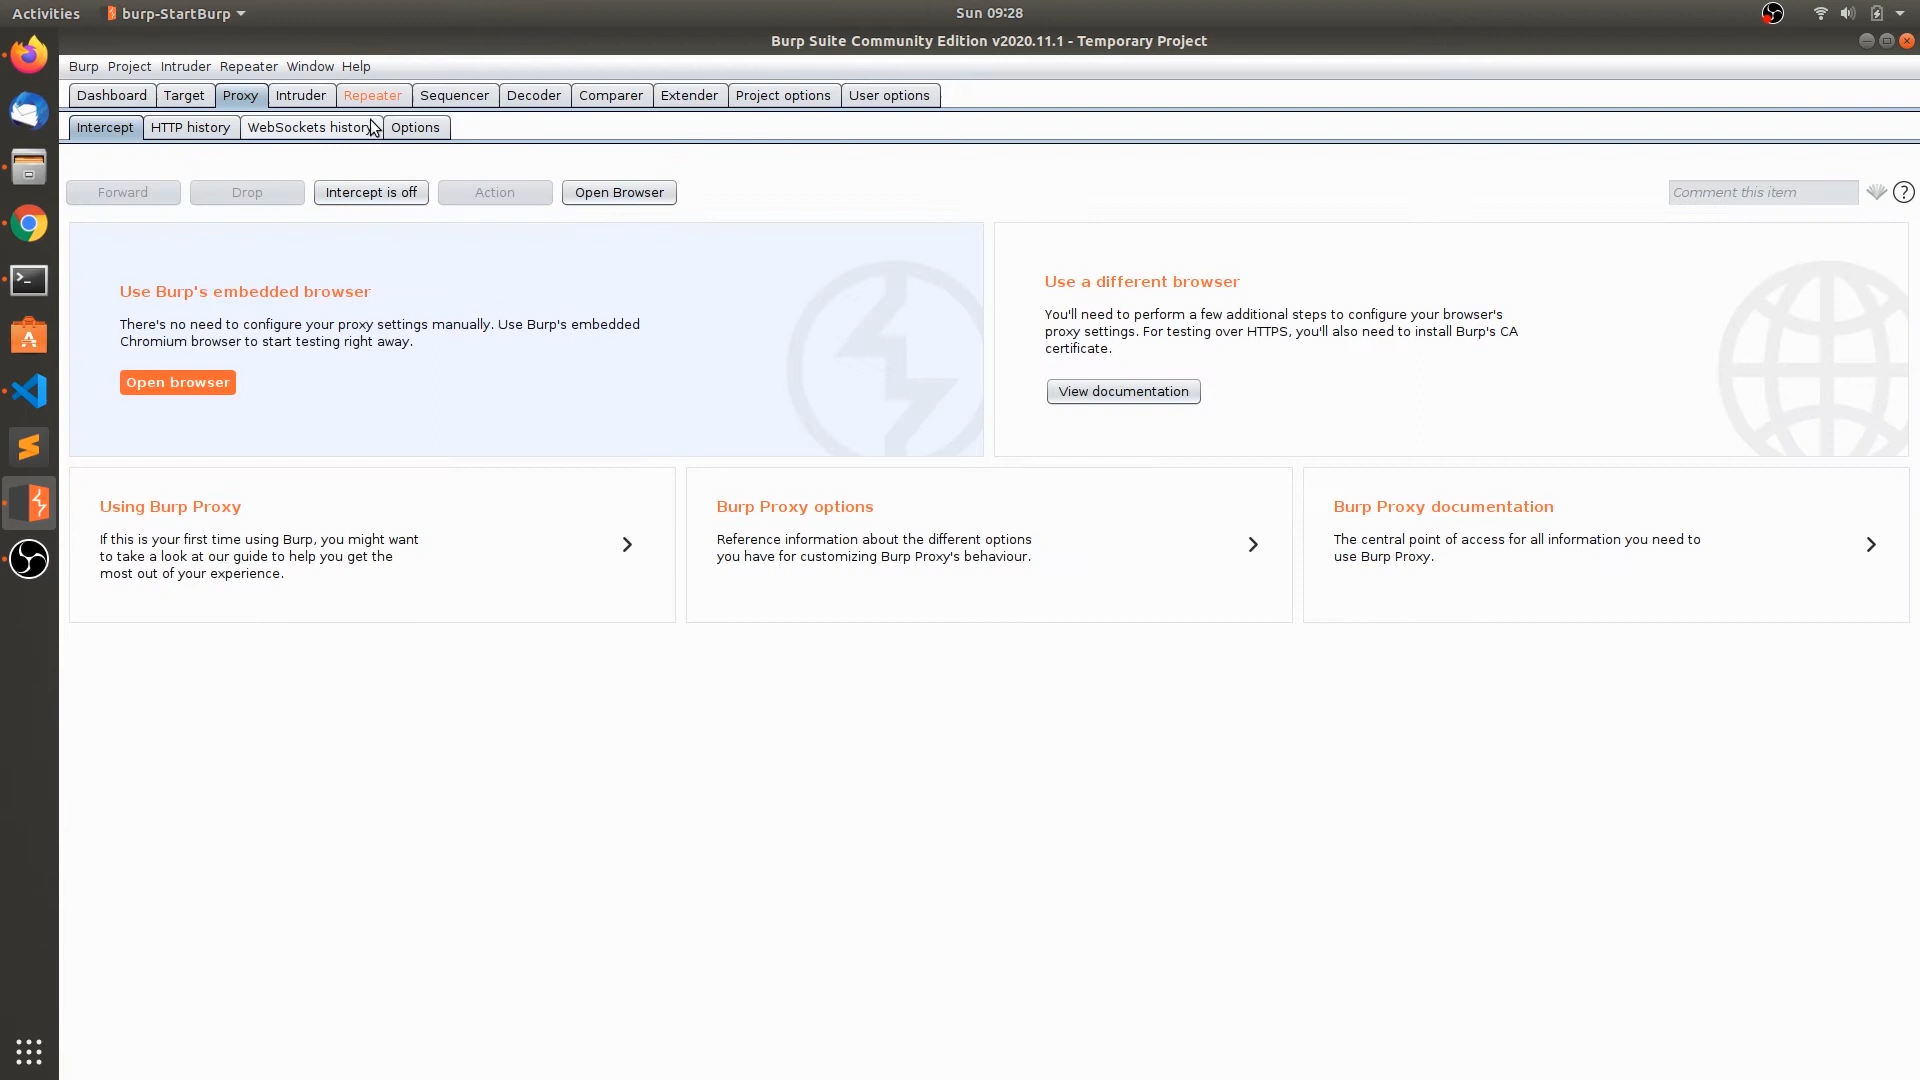 Activities
burp-StartBurp
Sun 09:28
Burp Suite Community Edition v2020.11.1 - Temporary Project
Burp Project Intruder Repeater Window Help
Dashboard Target Proxy Intruder Repeater Sequencer Decoder Comparer Extender Project options User options
Intercept HTTP history WebSockets history Options
Forward Drop Intercept is off Action Open Browser Comment this item ?
Use Burp's embedded browser
There's no need to configure your proxy settings manually. Use Burp's embedded
Chromium browser to start testing right away.
Open browser
Use a different browser
You'll need to perform a few additional steps to configure your browser's
proxy settings. For testing over HTTPS, you'll also need to install Burp's CA
certificate.
View documentation
Using Burp Proxy
If this is your first time using Burp, you might want
to take a look at our guide to help you get the
most out of your experience.
Burp Proxy options
Reference information about the different options
you have for customizing Burp Proxy's behaviour.
Burp Proxy documentation
The central point of access for all information you need to
use Burp Proxy.